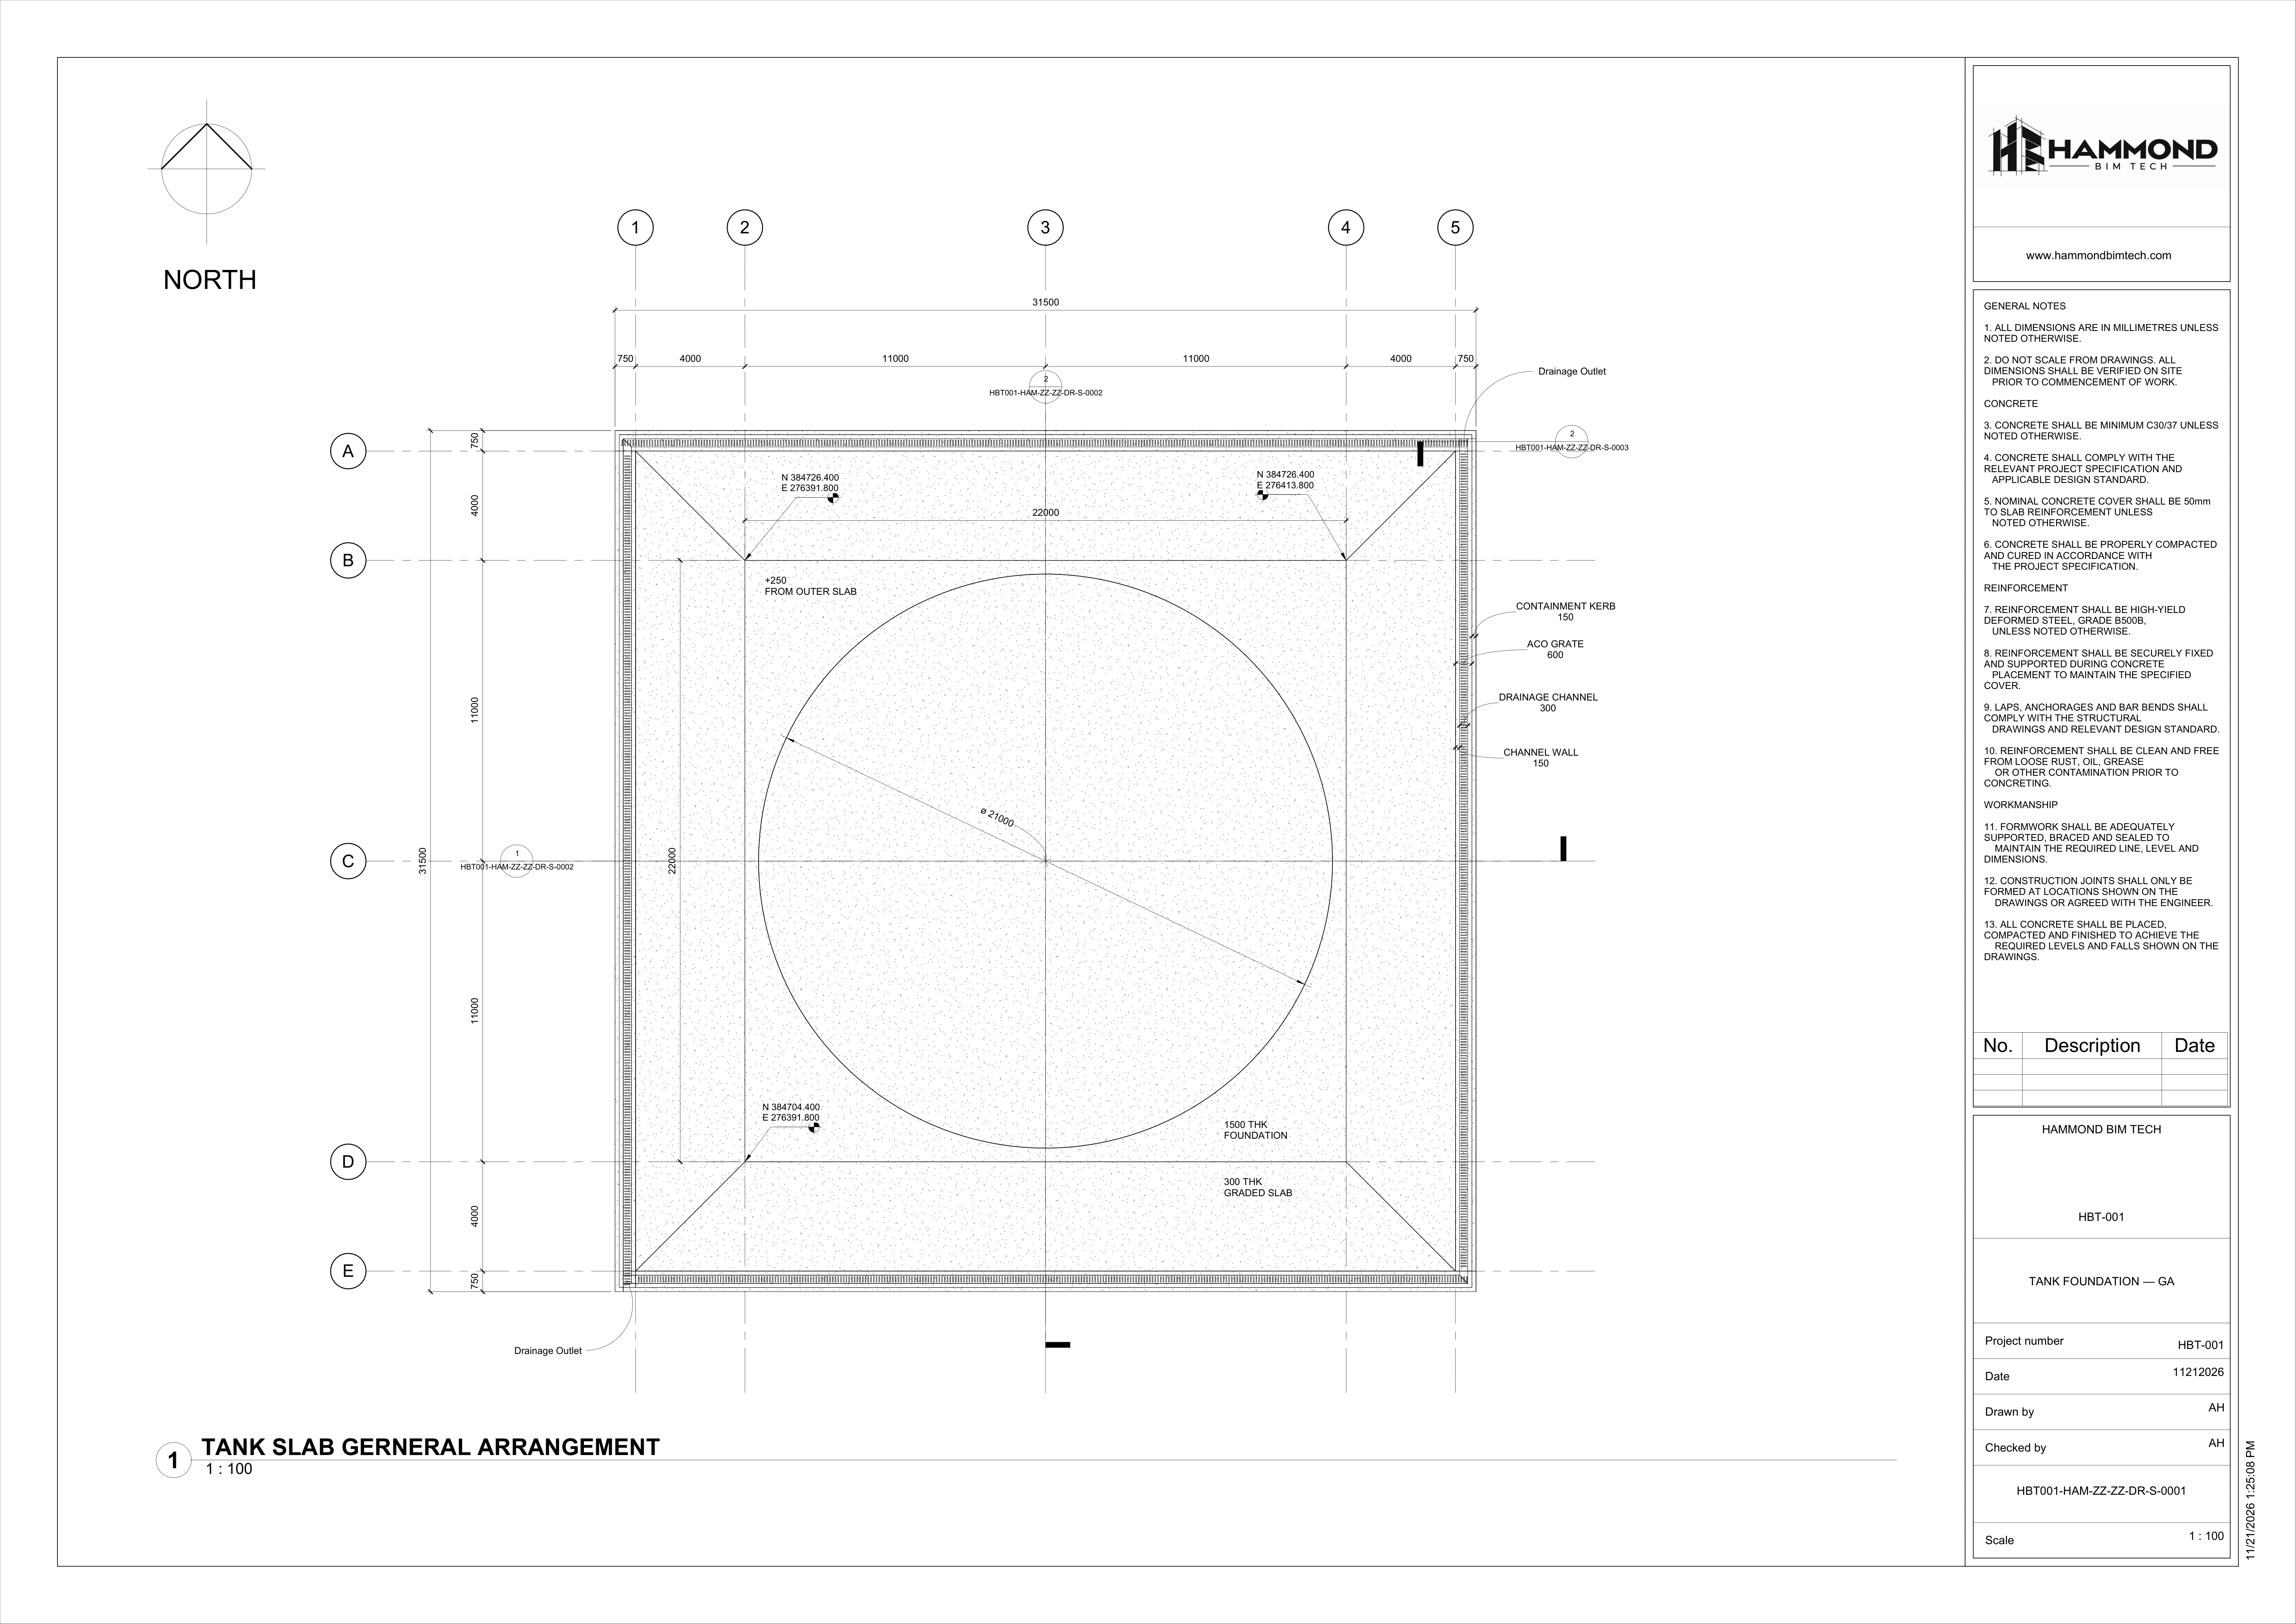 NORTH
1
2
3
4
5
31500
750
4000
11000
11000
4000
750
2
HBT001-HAM-ZZ-ZZ-DR-S-0002
Drainage Outlet
2
HBT001-HAM-ZZ-ZZ-DR-S-0003
A
B
C
D
E
750
4000
11000
11000
4000
750
31500
N 384726.400
E 276391.800
N 384726.400
E 276413.800
22000
+250
FROM OUTER SLAB
CONTAINMENT KERB
150
ACO GRATE
600
DRAINAGE CHANNEL
300
CHANNEL WALL
150
ø 21000
22000
1
HBT001-HAM-ZZ-ZZ-DR-S-0002
N 384704.400
E 276391.800
1500 THK
FOUNDATION
300 THK
GRADED SLAB
Drainage Outlet
1
TANK SLAB GERNERAL ARRANGEMENT
1 : 100
HAMMOND
BIM TECH
www.hammondbimtech.com
GENERAL NOTES
1. ALL DIMENSIONS ARE IN MILLIMETRES UNLESS
NOTED OTHERWISE.
2. DO NOT SCALE FROM DRAWINGS. ALL
DIMENSIONS SHALL BE VERIFIED ON SITE
PRIOR TO COMMENCEMENT OF WORK.
CONCRETE
3. CONCRETE SHALL BE MINIMUM C30/37 UNLESS
NOTED OTHERWISE.
4. CONCRETE SHALL COMPLY WITH THE
RELEVANT PROJECT SPECIFICATION AND
APPLICABLE DESIGN STANDARD.
5. NOMINAL CONCRETE COVER SHALL BE 50mm
TO SLAB REINFORCEMENT UNLESS
NOTED OTHERWISE.
6. CONCRETE SHALL BE PROPERLY COMPACTED
AND CURED IN ACCORDANCE WITH
THE PROJECT SPECIFICATION.
REINFORCEMENT
7. REINFORCEMENT SHALL BE HIGH-YIELD
DEFORMED STEEL, GRADE B500B,
UNLESS NOTED OTHERWISE.
8. REINFORCEMENT SHALL BE SECURELY FIXED
AND SUPPORTED DURING CONCRETE
PLACEMENT TO MAINTAIN THE SPECIFIED
COVER.
9. LAPS, ANCHORAGES AND BAR BENDS SHALL
COMPLY WITH THE STRUCTURAL
DRAWINGS AND RELEVANT DESIGN STANDARD.
10. REINFORCEMENT SHALL BE CLEAN AND FREE
FROM LOOSE RUST, OIL, GREASE
OR OTHER CONTAMINATION PRIOR TO
CONCRETING.
WORKMANSHIP
11. FORMWORK SHALL BE ADEQUATELY
SUPPORTED, BRACED AND SEALED TO
MAINTAIN THE REQUIRED LINE, LEVEL AND
DIMENSIONS.
12. CONSTRUCTION JOINTS SHALL ONLY BE
FORMED AT LOCATIONS SHOWN ON THE
DRAWINGS OR AGREED WITH THE ENGINEER.
13. ALL CONCRETE SHALL BE PLACED,
COMPACTED AND FINISHED TO ACHIEVE THE
REQUIRED LEVELS AND FALLS SHOWN ON THE
DRAWINGS.
No. Description Date
HAMMOND BIM TECH
HBT-001
TANK FOUNDATION — GA
Project number HBT-001
Date 11212026
Drawn by AH
Checked by AH
HBT001-HAM-ZZ-ZZ-DR-S-0001
Scale 1 : 100
11/21/2026 1:25:08 PM